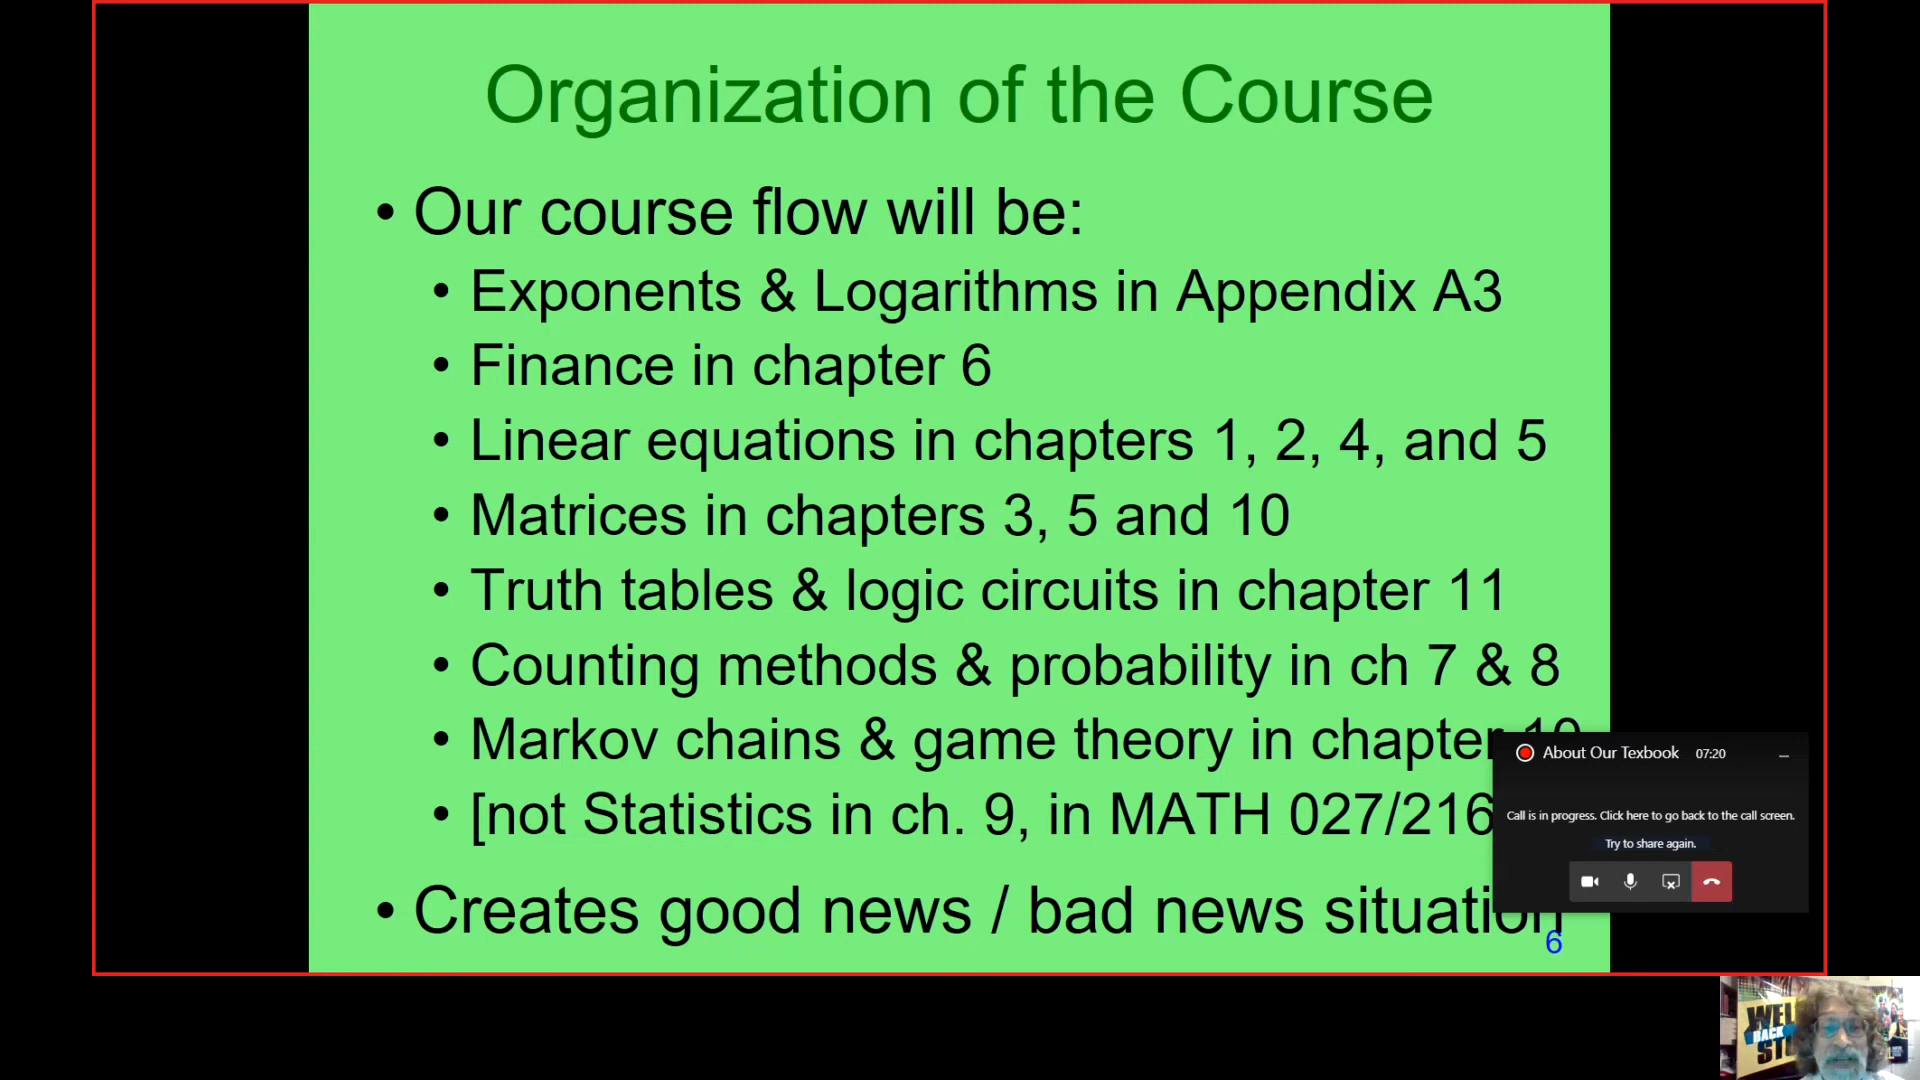 Organization of the Course
• Our course flow will be:
• Exponents & Logarithms in Appendix A3
• Finance in chapter 6
• Linear equations in chapters 1, 2, 4, and 5
• Matrices in chapters 3, 5 and 10
• Truth tables & logic circuits in chapter 11
• Counting methods & probability in ch 7 & 8
• Markov chains & game theory in chapter 10
• [not Statistics in ch. 9, in MATH 027/216
• Creates good news / bad news situation
6
About Our Texbook 07:20
Call is in progress. Click here to go back to the call screen.
Try to share again.
WEL
BACK